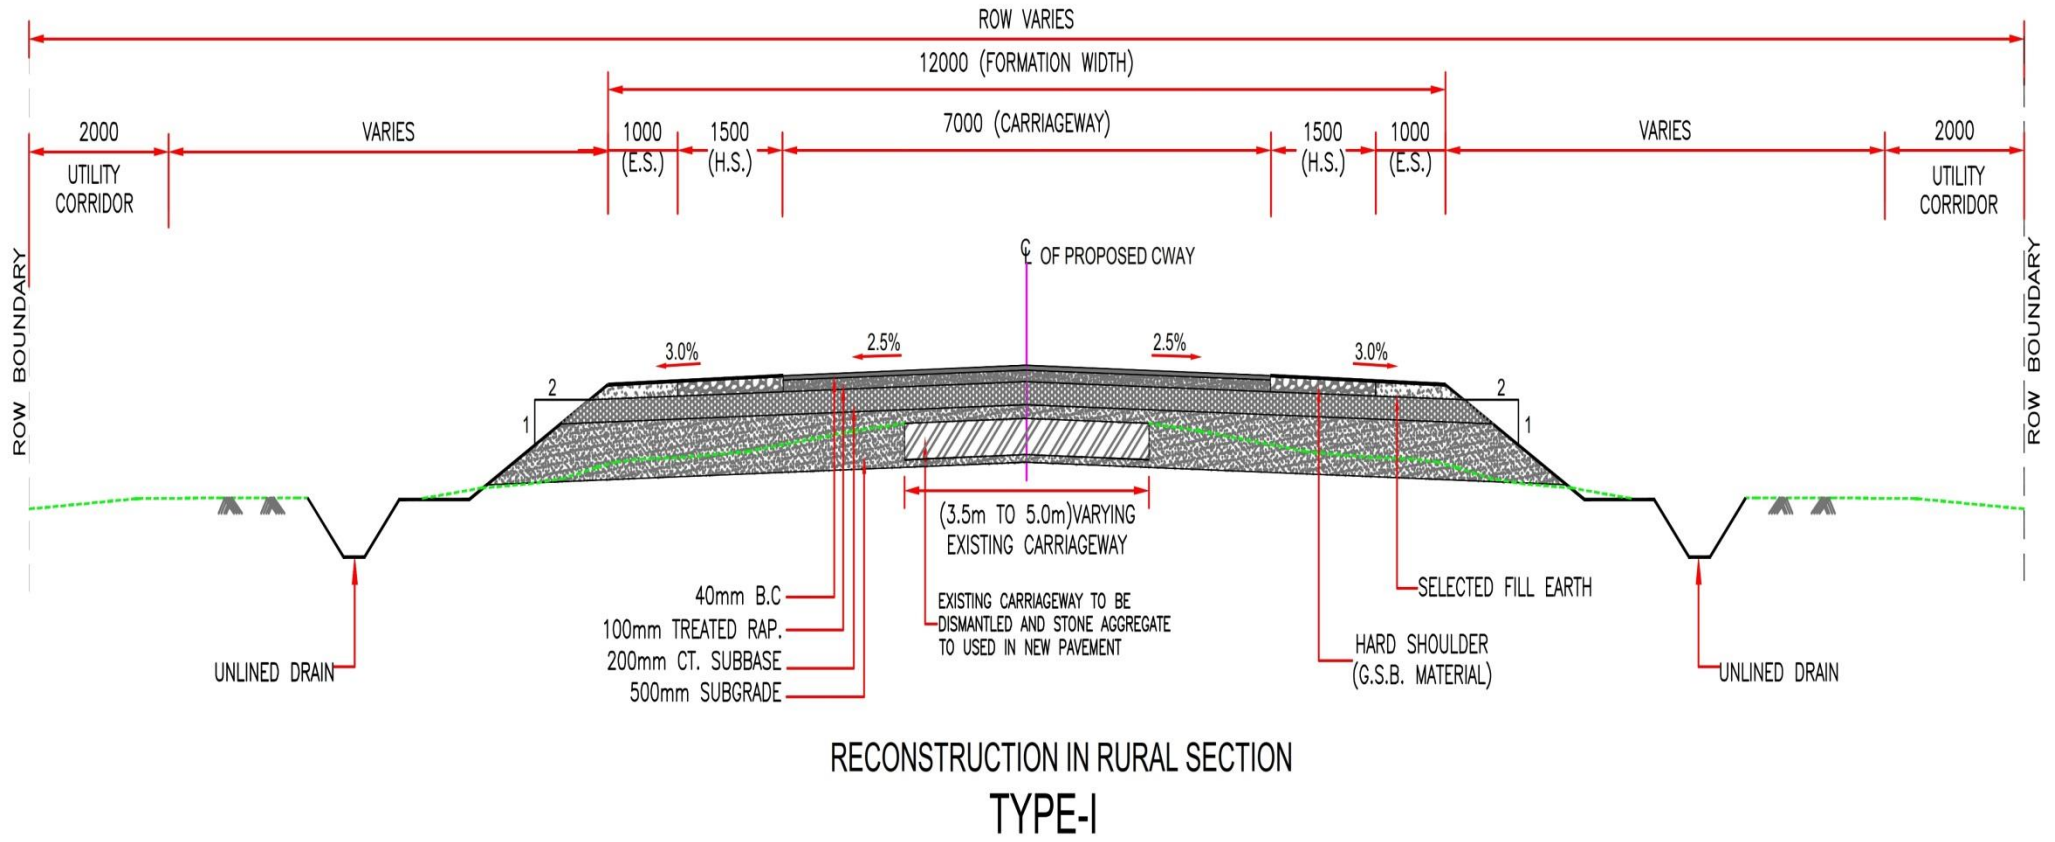 ROW VARIES
12000 (FORMATION WIDTH)
2000
UTILITY
CORRIDOR
VARIES
1000
(E.S.)
1500
(H.S.)
7000 (CARRIAGEWAY)
1500
(H.S.)
1000
(E.S.)
VARIES
2000
UTILITY
CORRIDOR
ROW BOUNDARY
ROW BOUNDARY
℄ OF PROPOSED CWAY
3.0%
2.5%
2.5%
3.0%
2
1
2
1
(3.5m TO 5.0m)VARYING
EXISTING CARRIAGEWAY
40mm B.C
100mm TREATED RAP.
200mm CT. SUBBASE
500mm SUBGRADE
EXISTING CARRIAGEWAY TO BE
DISMANTLED AND STONE AGGREGATE
TO USED IN NEW PAVEMENT
SELECTED FILL EARTH
HARD SHOULDER
(G.S.B. MATERIAL)
UNLINED DRAIN
UNLINED DRAIN
RECONSTRUCTION IN RURAL SECTION
TYPE-I